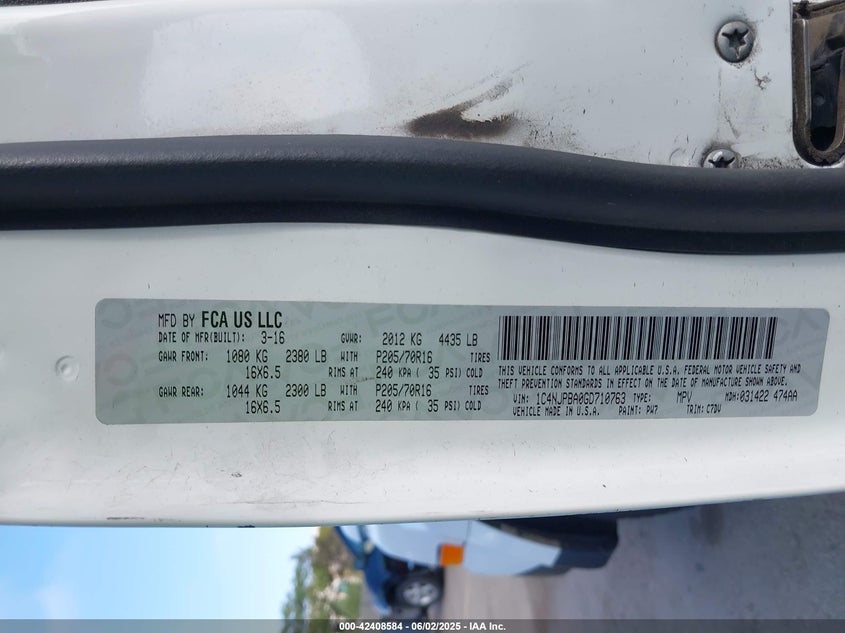 MFD BY FCA US LLC
DATE OF MFR(BUILT): 3-16 GVWR: 2012 KG 4435 LB
GAWR FRONT: 1080 KG 2380 LB WITH P205/70R16 TIRES
16X6.5 RIMS AT 240 KPA ( 35 PSI) COLD
GAWR REAR: 1044 KG 2300 LB WITH P205/70R16 TIRES
16X6.5 RIMS AT 240 KPA ( 35 PSI) COLD
THIS VEHICLE CONFORMS TO ALL APPLICABLE U.S.A. FEDERAL MOTOR VEHICLE SAFETY AND
THEFT PREVENTION STANDARDS IN EFFECT ON THE DATE OF MANUFACTURE SHOWN ABOVE.
VIN: 1C4NJPBA0GD710763 TYPE: MPV MDH:031422 474AA
VEHICLE MADE IN U.S.A. PAINT: PW7 TRIM: C7DV
000-42408584 - 06/02/2025 - IAA Inc.